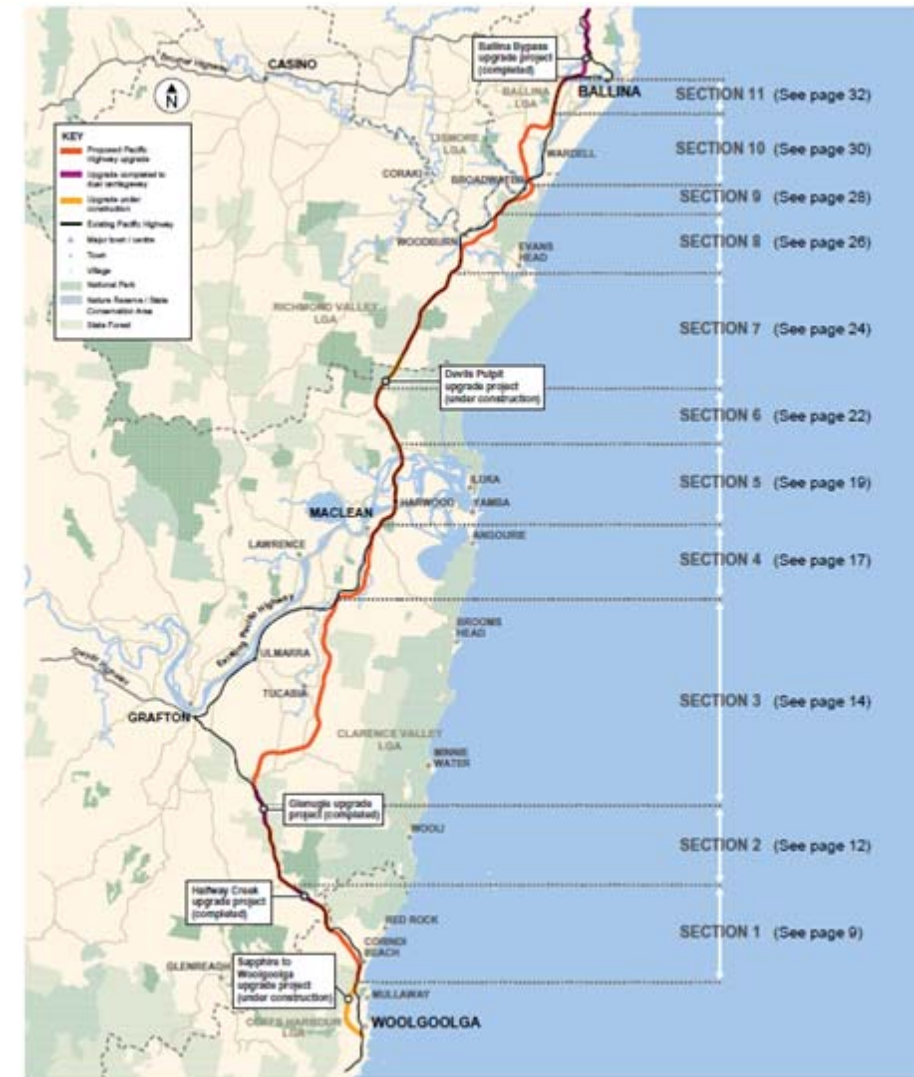 Ballina Bypass
upgrade project
(completed)
Bruxner Highway
CASINO
N
BALLINA
BALLINA
LGA
SECTION 11 (See page 32)
KEY
Proposed Pacific
Highway upgrade
Upgrade completed to
dual carriageway
Upgrade under
construction
Existing Pacific Highway
Major town / centre
Town
Village
National Park
Nature Reserve / State
Conservation Area
State Forest
LISMORE
LGA
WARDELL
SECTION 10 (See page 30)
CORAKI
BROADWATER
SECTION 9 (See page 28)
WOODBURN
EVANS
HEAD
SECTION 8 (See page 26)
RICHMOND VALLEY
LGA
SECTION 7 (See page 24)
Devils Pulpit
upgrade project
(under construction)
SECTION 6 (See page 22)
ILUKA
HARWOOD
YAMBA
SECTION 5 (See page 19)
MACLEAN
ANGOURIE
LAWRENCE
SECTION 4 (See page 17)
Existing Pacific Highway
BROOMS
HEAD
ULMARRA
Gwydir Highway
TUCABIA
SECTION 3 (See page 14)
GRAFTON
CLARENCE VALLEY
LGA
MINNIE
WATER
Glenugie upgrade
project (completed)
WOOLI
SECTION 2 (See page 12)
Halfway Creek
upgrade project
(completed)
RED ROCK
SECTION 1 (See page 9)
CORINDI
BEACH
GLENREAGH
Sapphire to
Woolgoolga
upgrade project
(under construction)
MULLAWAY
COFFS HARBOUR
LGA
WOOLGOOLGA